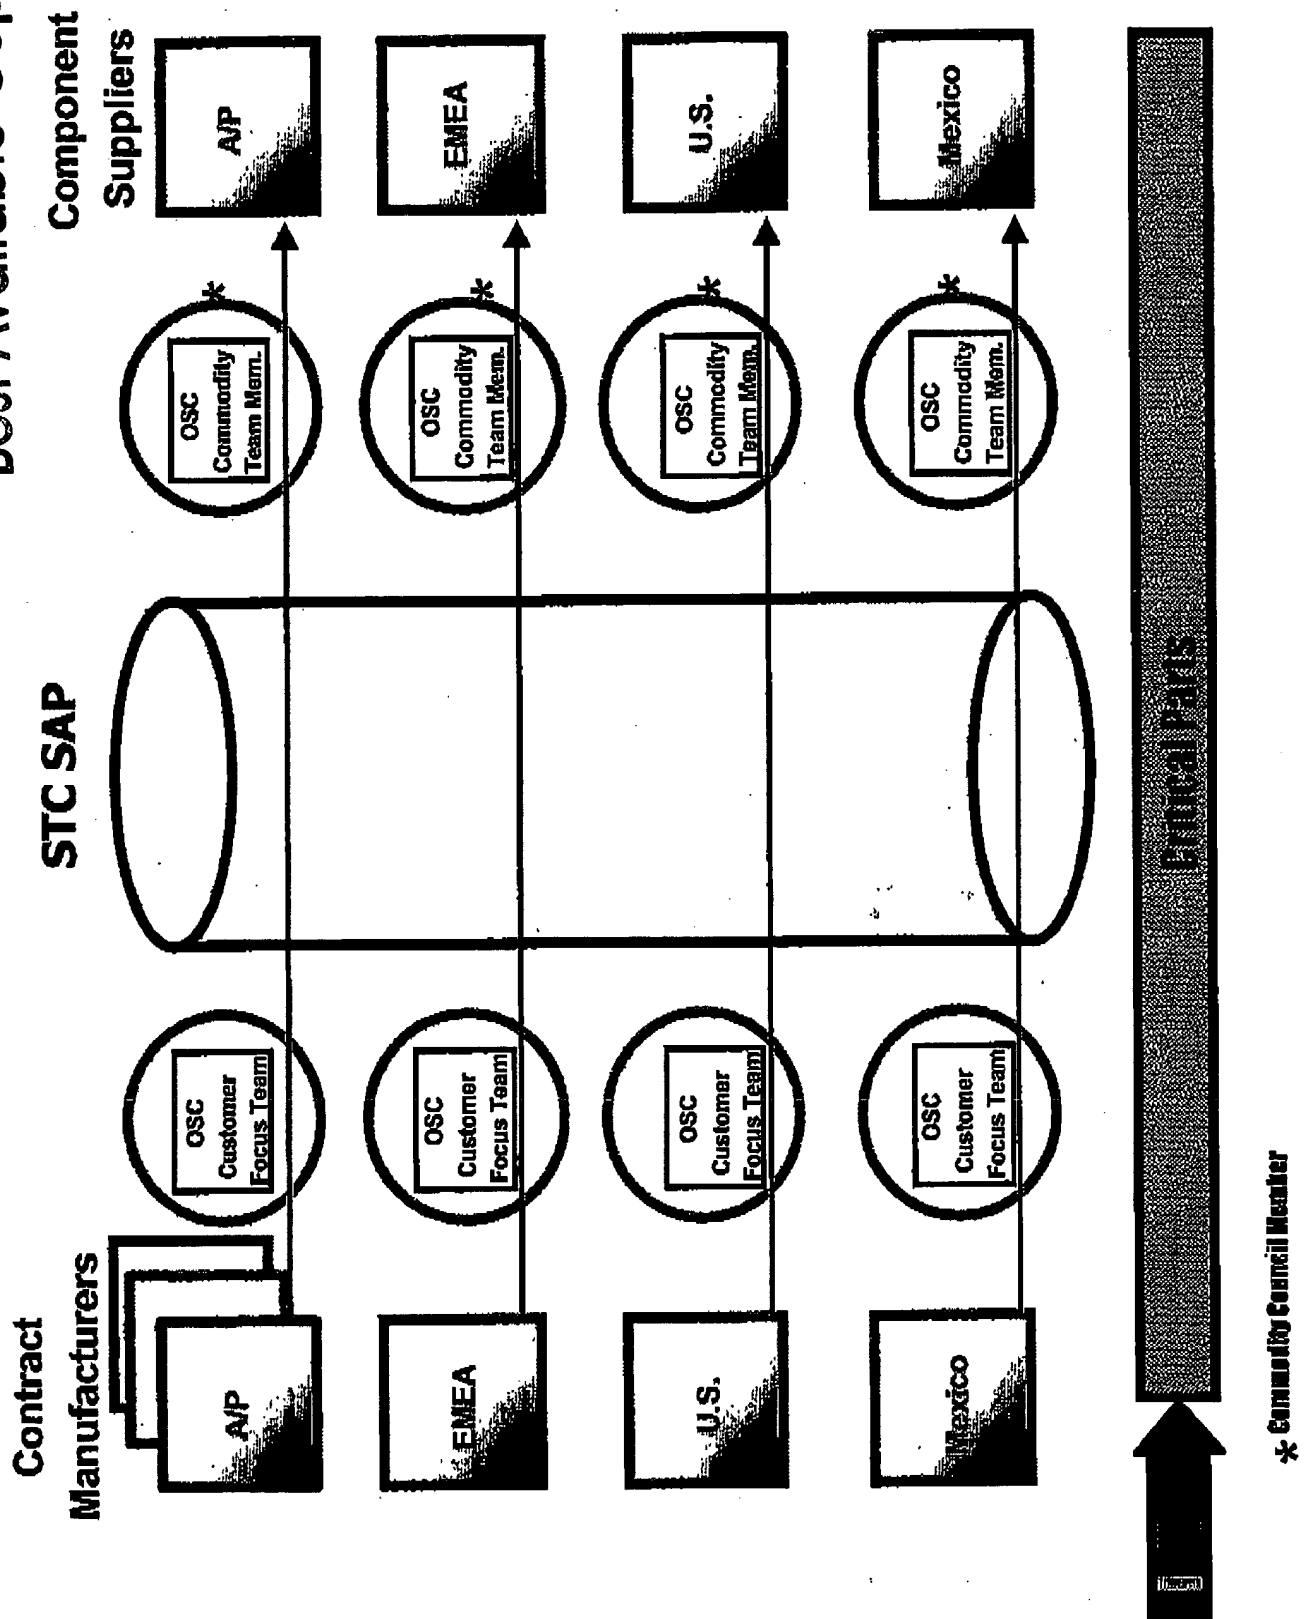 Contract
Manufacturers
STC SAP
Component
Suppliers
A/P
OSC
Customer
Focus Team
OSC
Commodity
Team Mem.
*
A/P
EMEA
OSC
Customer
Focus Team
OSC
Commodity
Team Mem.
*
EMEA
U.S.
OSC
Customer
Focus Team
OSC
Commodity
Team Mem.
*
U.S.
Mexico
OSC
Customer
Focus Team
OSC
Commodity
Team Mem.
*
Mexico
Critical Parts
* Commodity Council Member